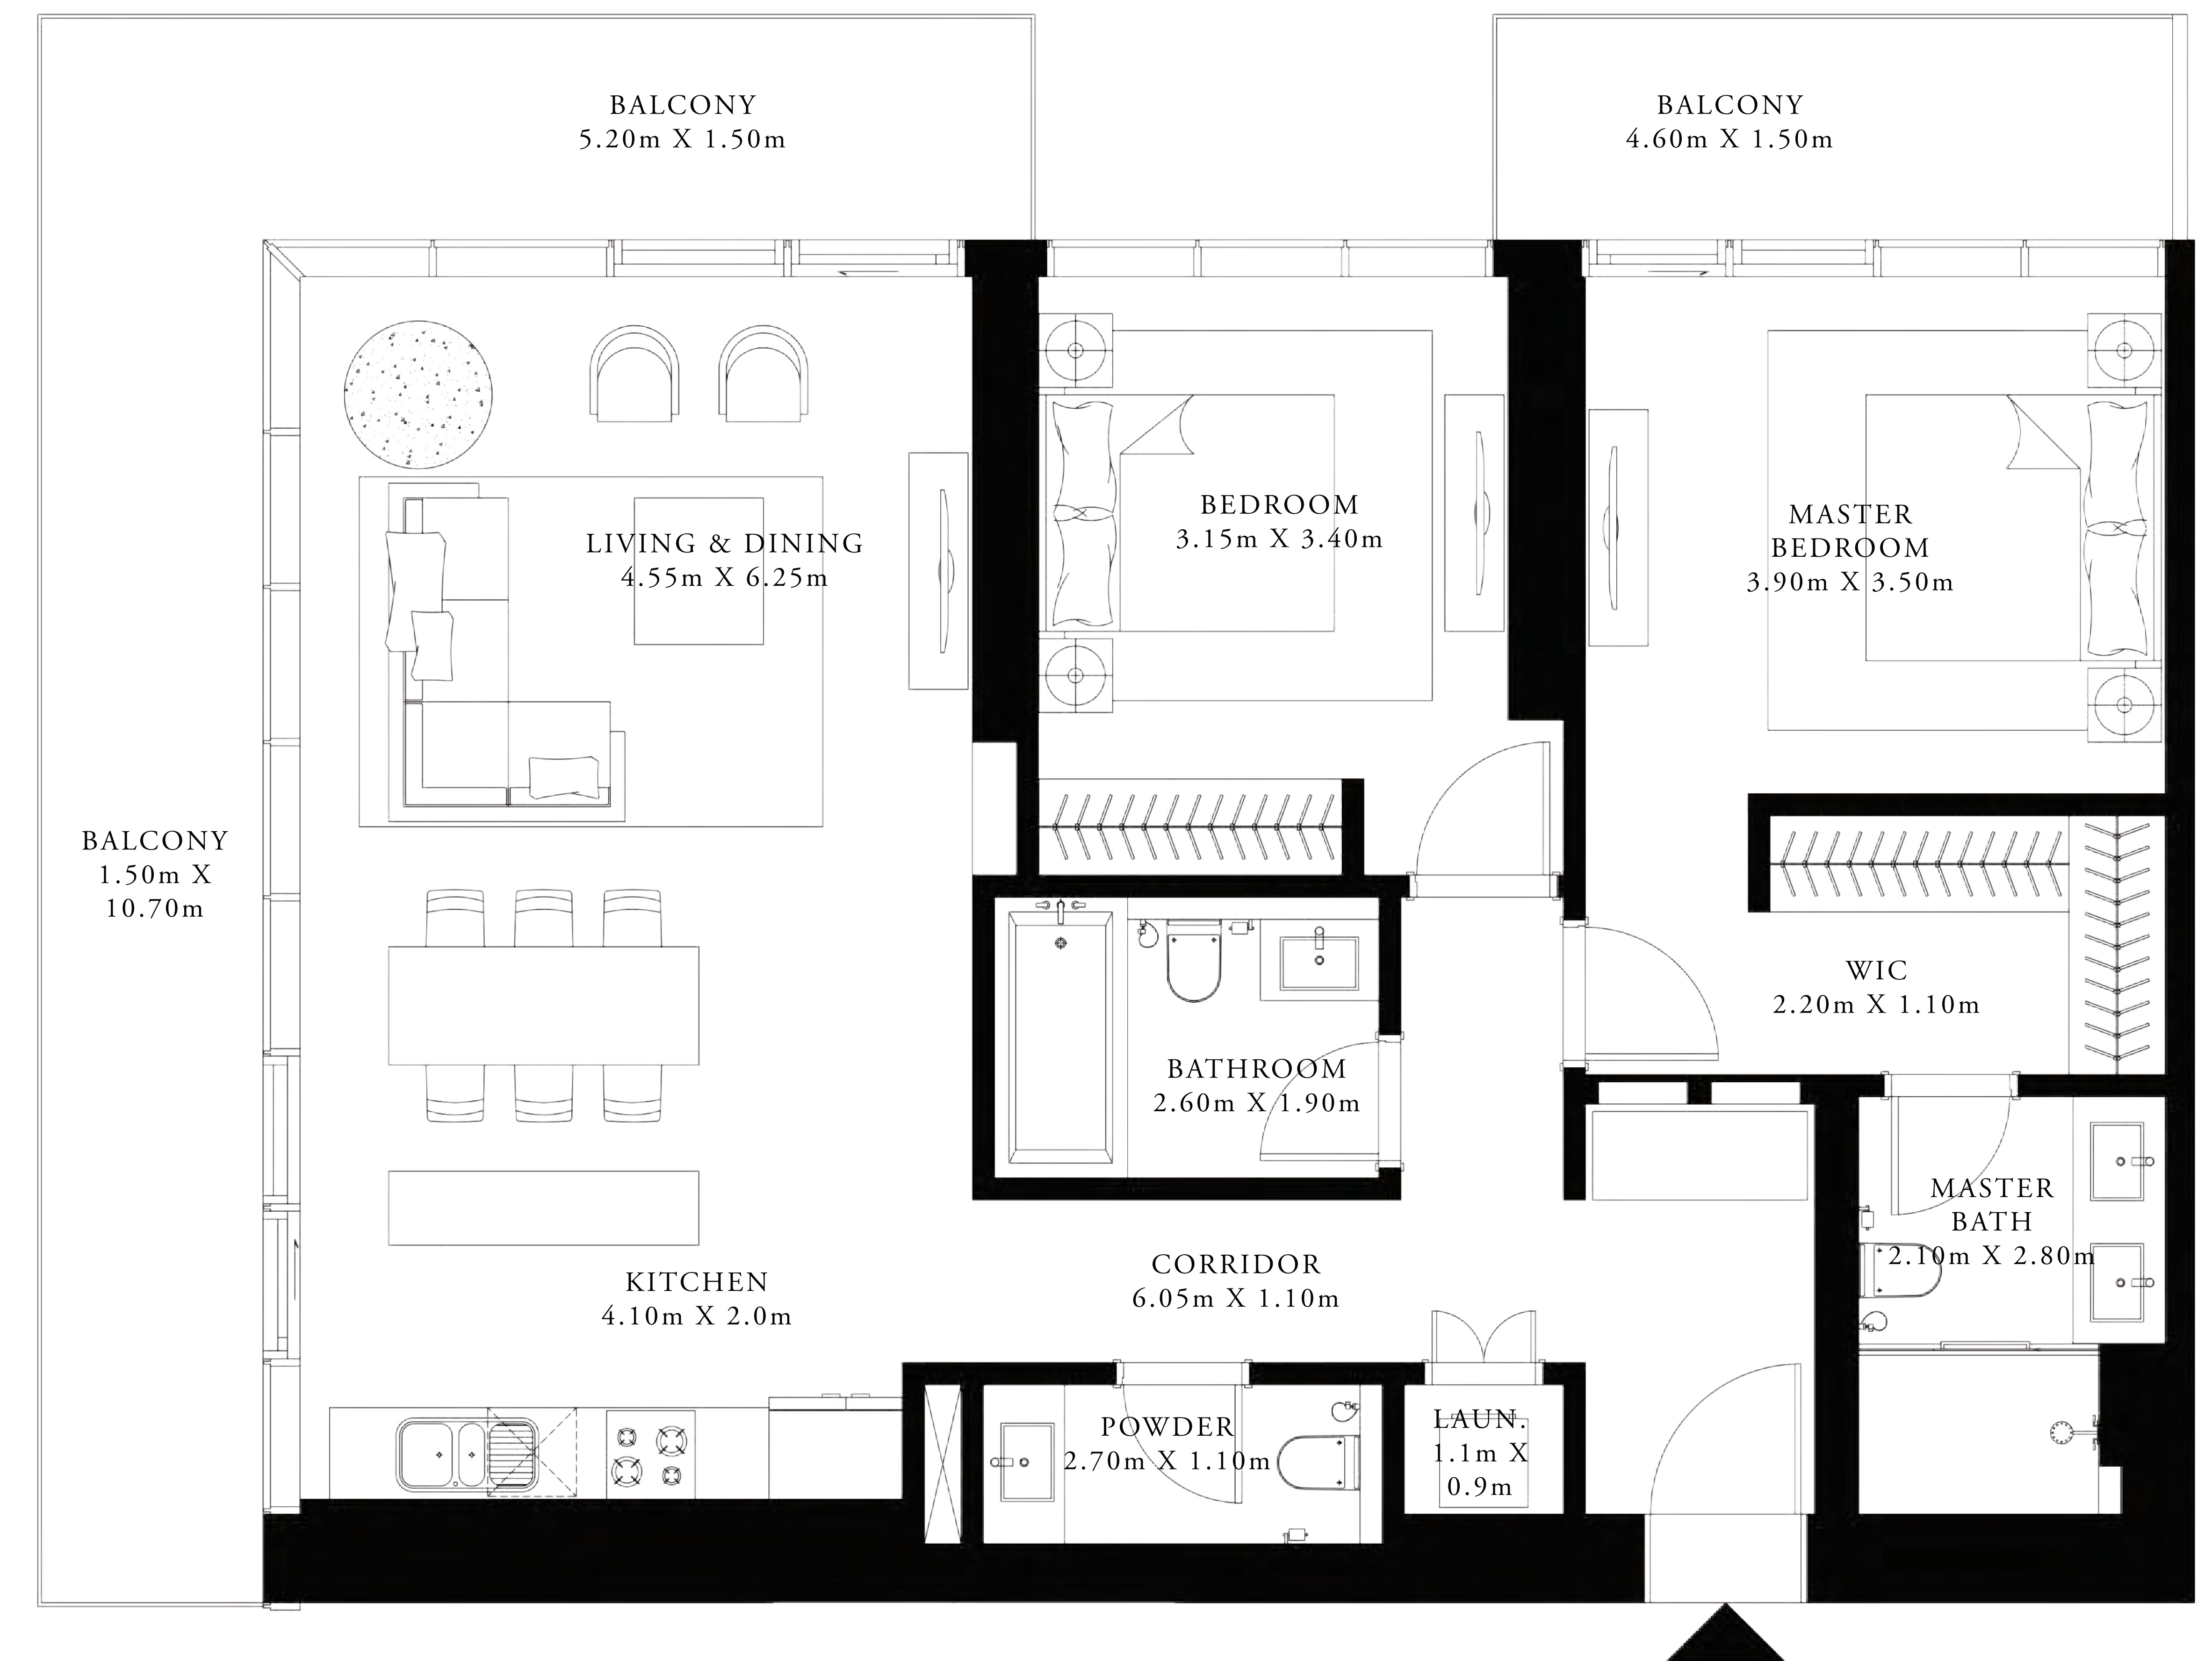 BALCONY
5.20m X 1.50m
BALCONY
4.60m X 1.50m
LIVING & DINING
4.55m X 6.25m
BEDROOM
3.15m X 3.40m
MASTER
BEDROOM
3.90m X 3.50m
BALCONY
1.50m X
10.70m
WIC
2.20m X 1.10m
BATHROOM
2.60m X 1.90m
MASTER
BATH
2.10m X 2.80m
KITCHEN
4.10m X 2.0m
CORRIDOR
6.05m X 1.10m
POWDER
2.70m X 1.10m
LAUN.
1.1m X
0.9m